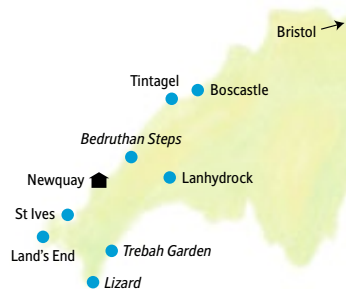 Bristol
Tintagel
Boscastle
Bedruthan Steps
Newquay
Lanhydrock
St Ives
Land's End
Trebah Garden
Lizard